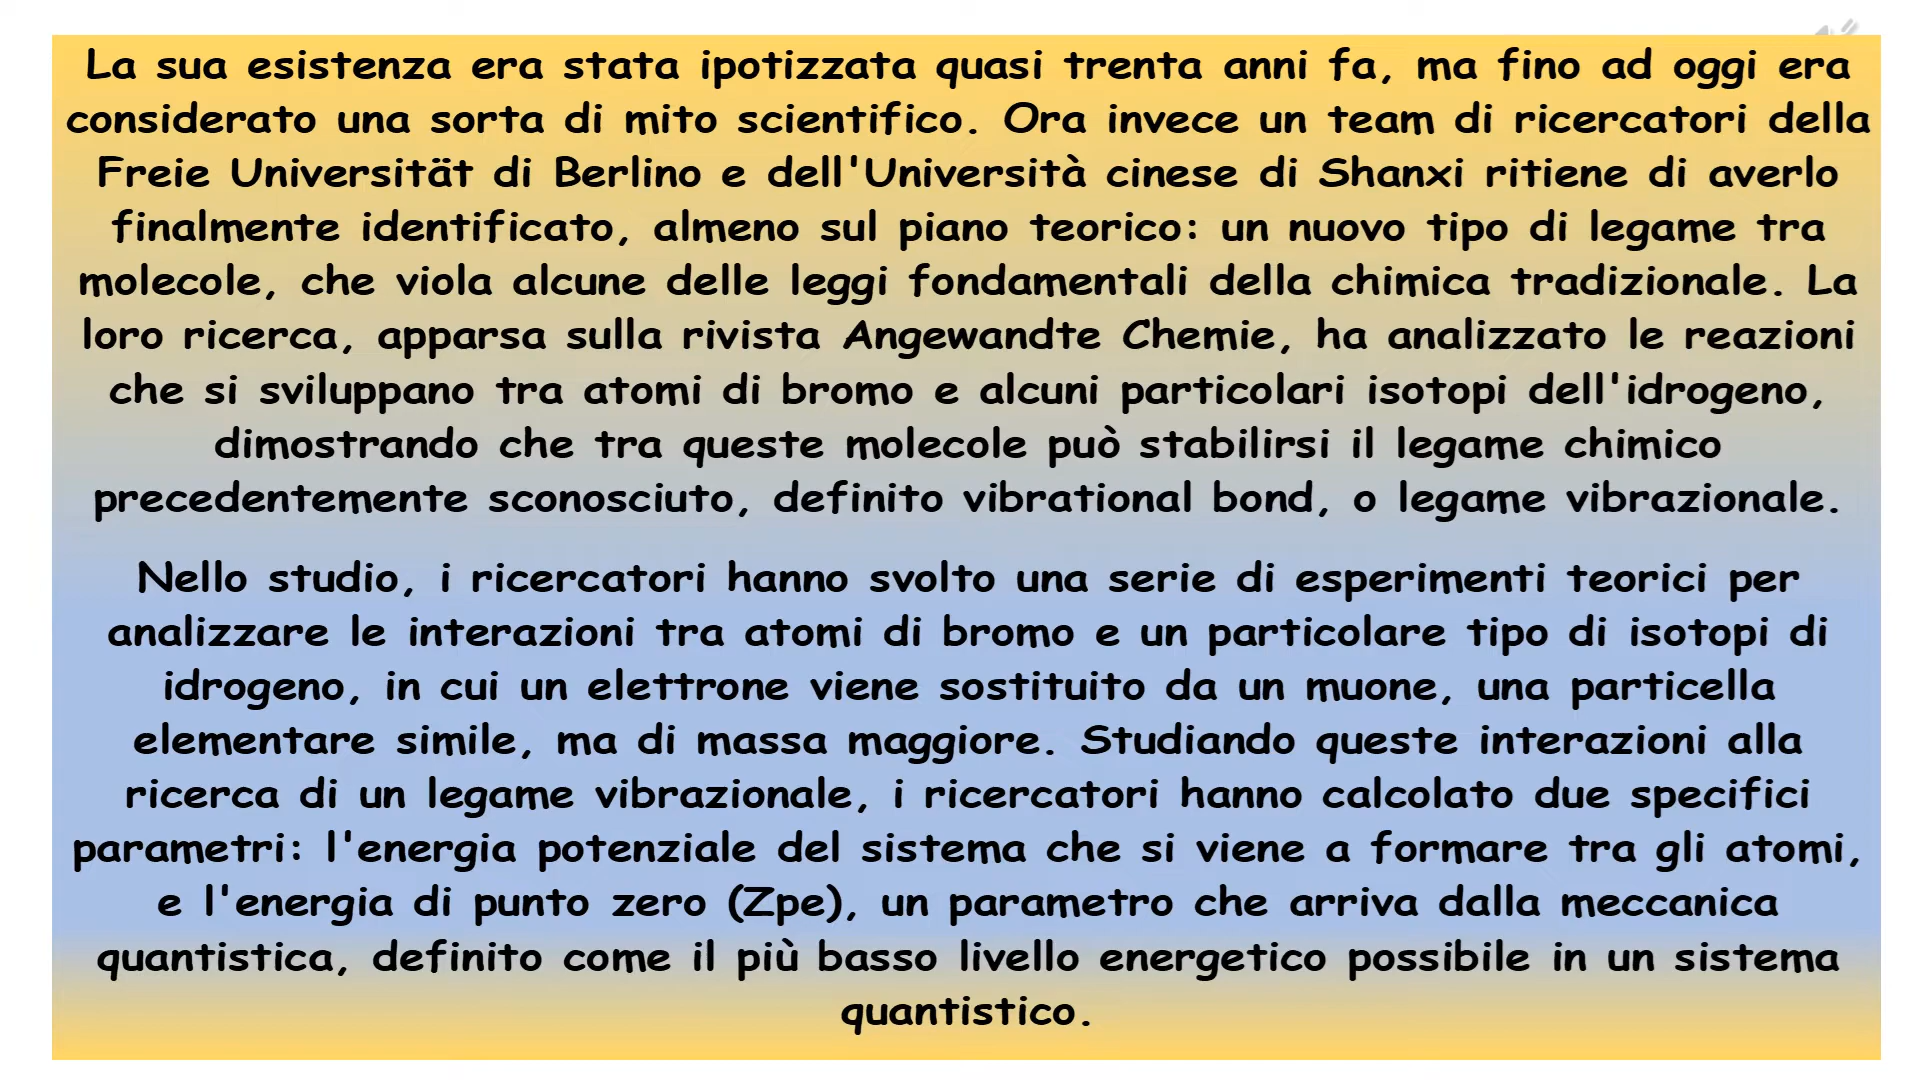 La sua esistenza era stata ipotizzata quasi trenta anni fa, ma fino ad oggi era
considerato una sorta di mito scientifico. Ora invece un team di ricercatori della
Freie Universität di Berlino e dell'Università cinese di Shanxi ritiene di averlo
finalmente identificato, almeno sul piano teorico: un nuovo tipo di legame tra
molecole, che viola alcune delle leggi fondamentali della chimica tradizionale. La
loro ricerca, apparsa sulla rivista Angewandte Chemie, ha analizzato le reazioni
che si sviluppano tra atomi di bromo e alcuni particolari isotopi dell'idrogeno,
dimostrando che tra queste molecole può stabilirsi il legame chimico
precedentemente sconosciuto, definito vibrational bond, o legame vibrazionale.
Nello studio, i ricercatori hanno svolto una serie di esperimenti teorici per
analizzare le interazioni tra atomi di bromo e un particolare tipo di isotopi di
idrogeno, in cui un elettrone viene sostituito da un muone, una particella
elementare simile, ma di massa maggiore. Studiando queste interazioni alla
ricerca di un legame vibrazionale, i ricercatori hanno calcolato due specifici
parametri: l'energia potenziale del sistema che si viene a formare tra gli atomi,
e l'energia di punto zero (Zpe), un parametro che arriva dalla meccanica
quantistica, definito come il più basso livello energetico possibile in un sistema
quantistico.